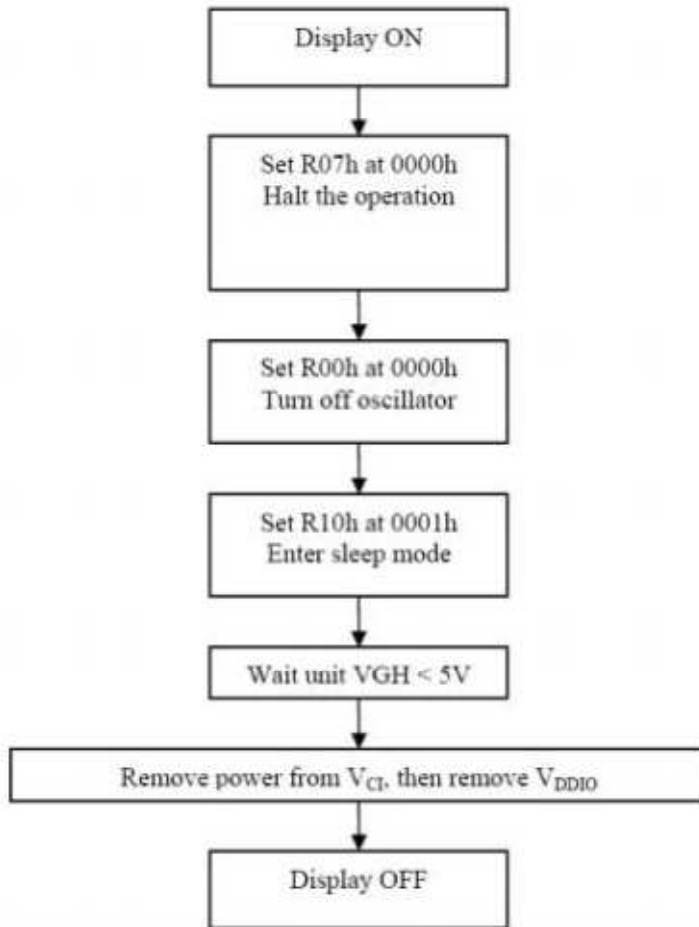 Display ON
Set R07h at 0000h
Halt the operation
Set R00h at 0000h
Turn off oscillator
Set R10h at 0001h
Enter sleep mode
Wait unit VGH < 5V
Remove power from VCI, then remove VDDIO
Display OFF